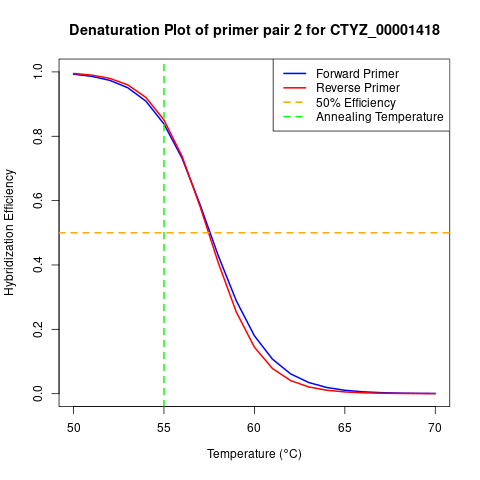 Denaturation Plot of primer pair 2 for CTYZ_00001418
Forward Primer
Reverse Primer
50% Efficiency
Annealing Temperature
Hybridization Efficiency
1.0
0.8
0.6
0.4
0.2
0.0
50 55 60 65 70
Temperature (°C)